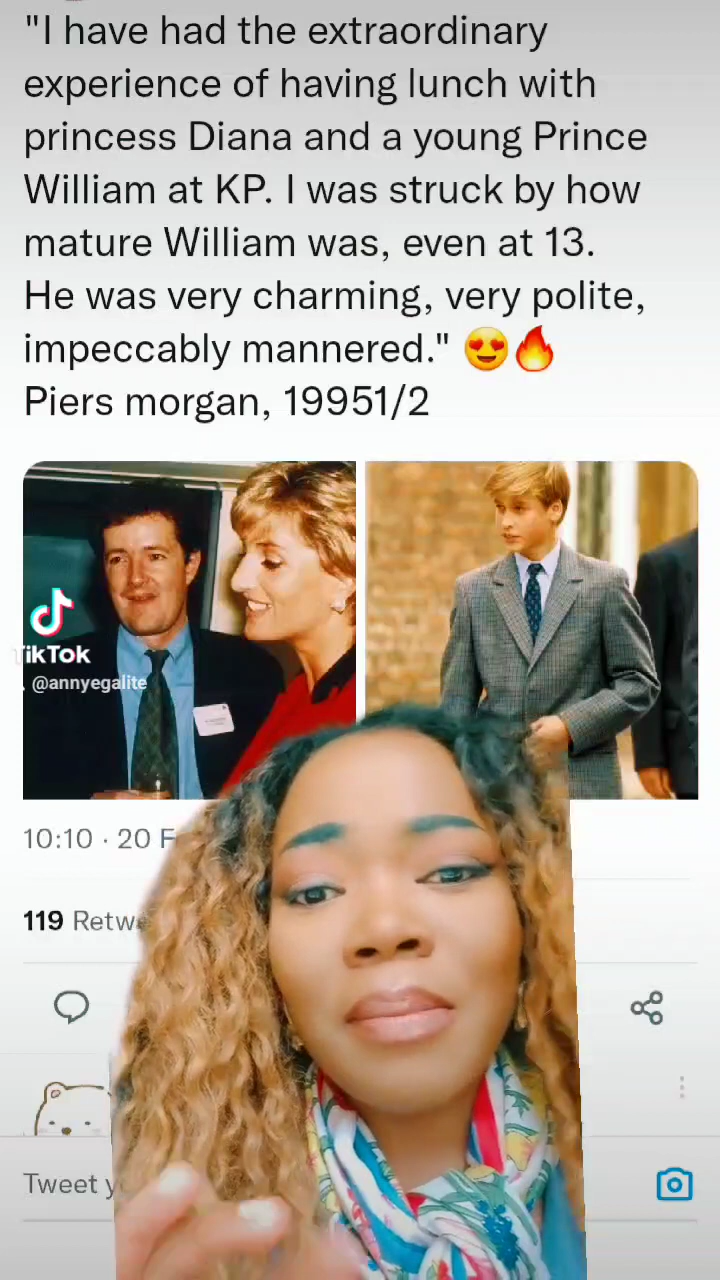 "I have had the extraordinary
experience of having lunch with
princess Diana and a young Prince
William at KP. I was struck by how
mature William was, even at 13.
He was very charming, very polite,
impeccably mannered." 😍🔥
Piers morgan, 19951/2
TikTok
@annyegalite
10:10 · 20 F
119 Retw
Tweet y